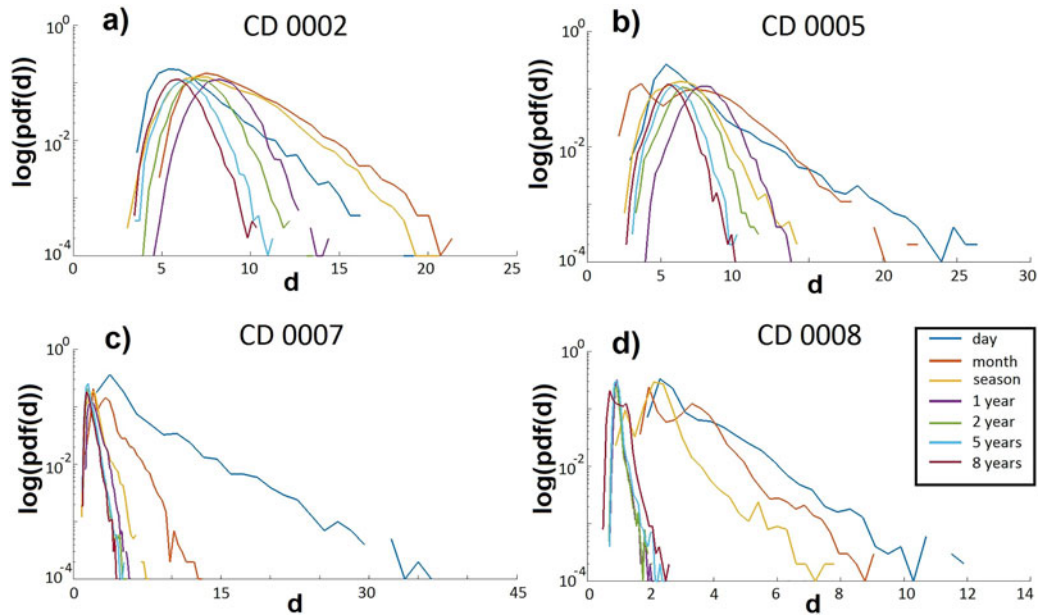 a) CD 0002
log(pdf(d))
10^0
10^-2
10^-4
0 5 10 15 20 25
d
b) CD 0005
log(pdf(d))
10^0
10^-2
10^-4
0 5 10 15 20 25 30
d
c) CD 0007
log(pdf(d))
10^0
10^-2
10^-4
0 15 30 45
d
d) CD 0008
log(pdf(d))
10^0
10^-2
10^-4
0 2 4 6 8 10 12 14
d
day
month
season
1 year
2 year
5 years
8 years